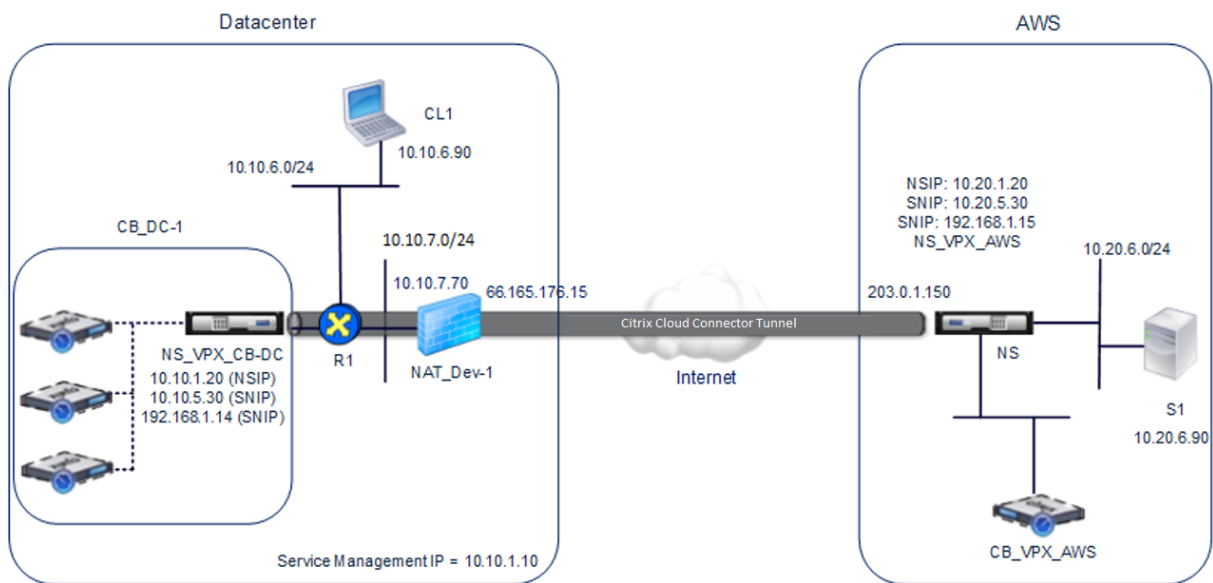 Datacenter
AWS
CL1
10.10.6.90
10.10.6.0/24
CB_DC-1
10.10.7.0/24
10.10.7.70
66.165.176.15
NS_VPX_CB-DC
10.10.1.20 (NSIP)
10.10.5.30 (SNIP)
192.168.1.14 (SNIP)
R1
NAT_Dev-1
Citrix Cloud Connector Tunnel
Internet
203.0.1.150
NSIP: 10.20.1.20
SNIP: 10.20.5.30
SNIP: 192.168.1.15
NS_VPX_AWS
10.20.6.0/24
NS
S1
10.20.6.90
CB_VPX_AWS
Service Management IP = 10.10.1.10